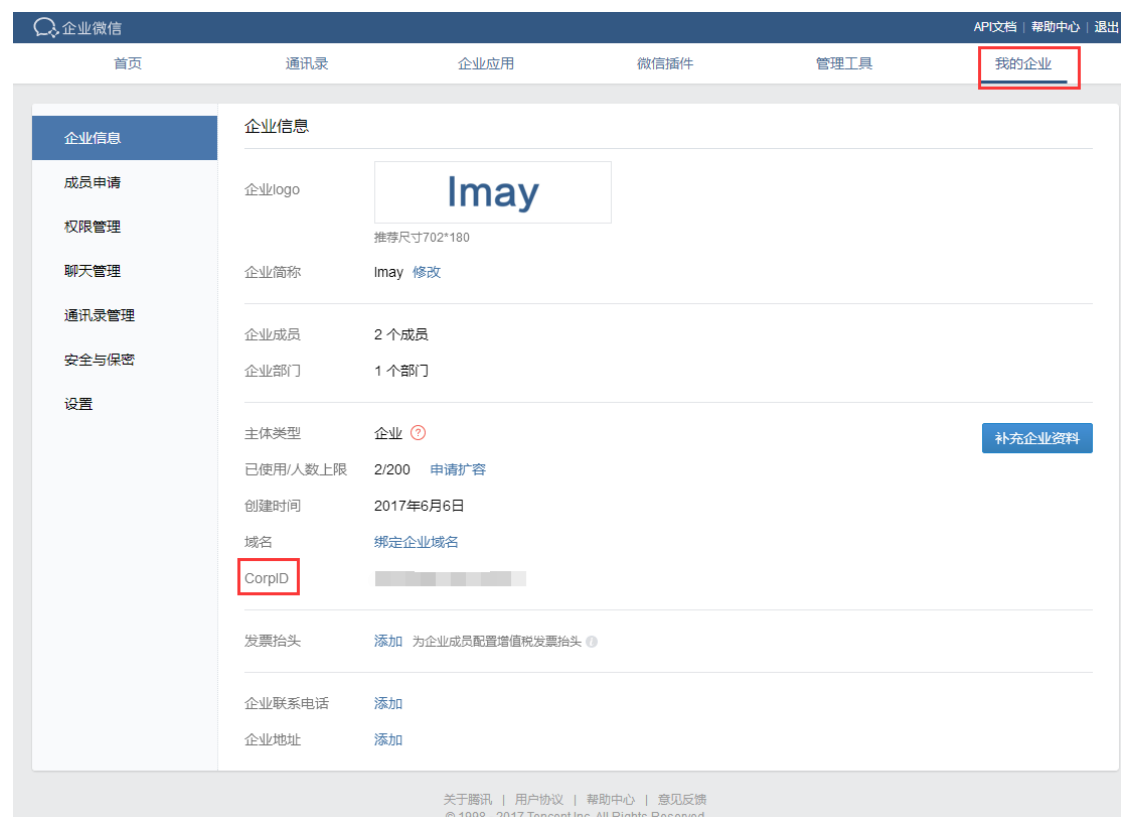 企业微信
API文档 | 帮助中心 | 退出
首页 通讯录 企业应用 微信插件 管理工具 我的企业
企业信息
成员申请
权限管理
聊天管理
通讯录管理
安全与保密
设置
企业信息
企业logo Imay
推荐尺寸702*180
企业简称 Imay 修改
企业成员 2 个成员
企业部门 1 个部门
主体类型 企业 ? 补充企业资料
已使用/人数上限 2/200 申请扩容
创建时间 2017年6月6日
域名 绑定企业域名
CorpID
发票抬头 添加 为企业成员配置增值税发票抬头 i
企业联系电话 添加
企业地址 添加
关于腾讯 | 用户协议 | 帮助中心 | 意见反馈
© 1998 - 2017 Tencent Inc. All Rights Reserved